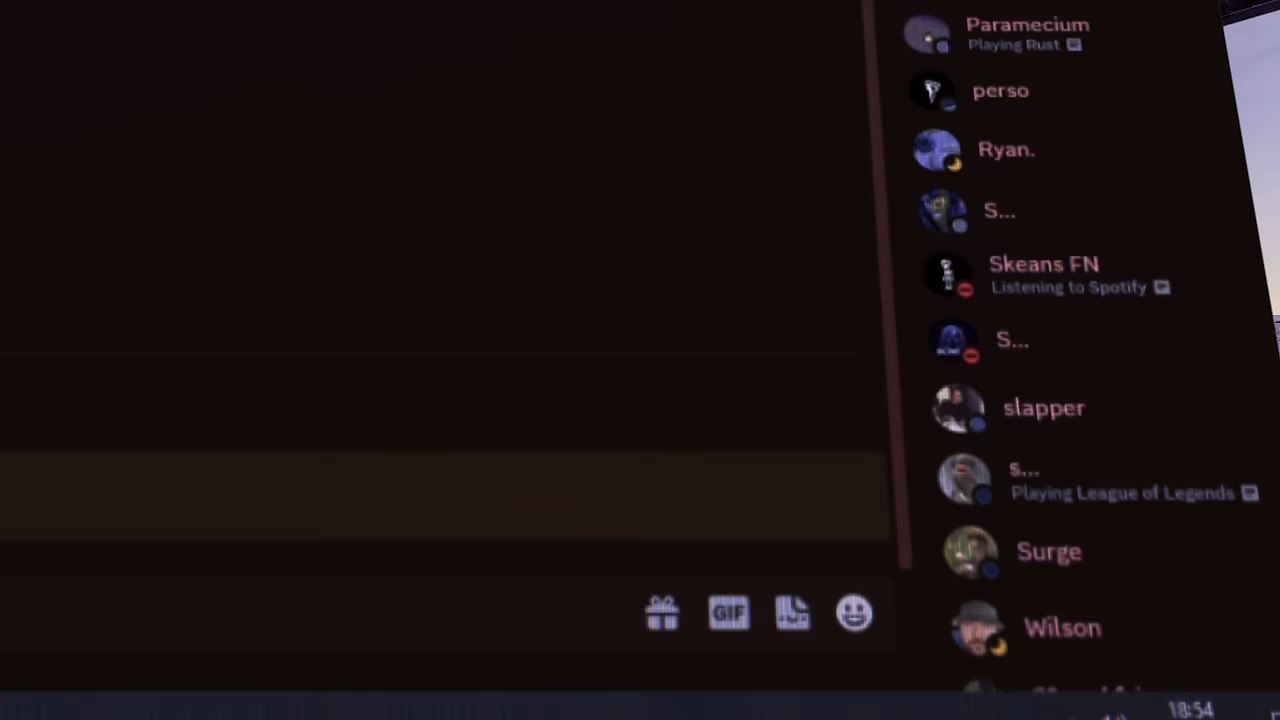 Paramecium
Playing Rust
perso
Ryan.
S...
Skeans FN
Listening to Spotify
S...
slapper
s...
Playing League of Legends
Surge
GIF
Wilson
18:54